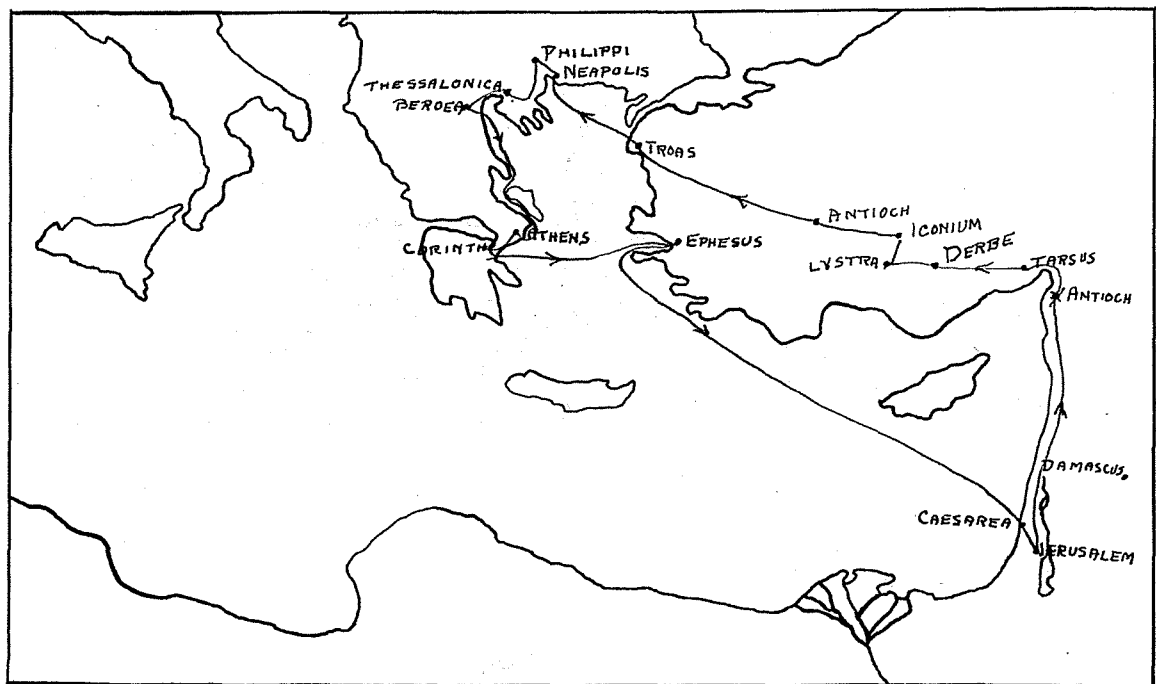 PHILIPPI
NEAPOLIS
THESSALONICA
BEROEA
TROAS
ANTIOCH
ICONIUM
CORINTH
ATHENS
EPHESUS
LYSTRA
DERBE
TARSUS
ANTIOCH
DAMASCUS
CAESAREA
JERUSALEM